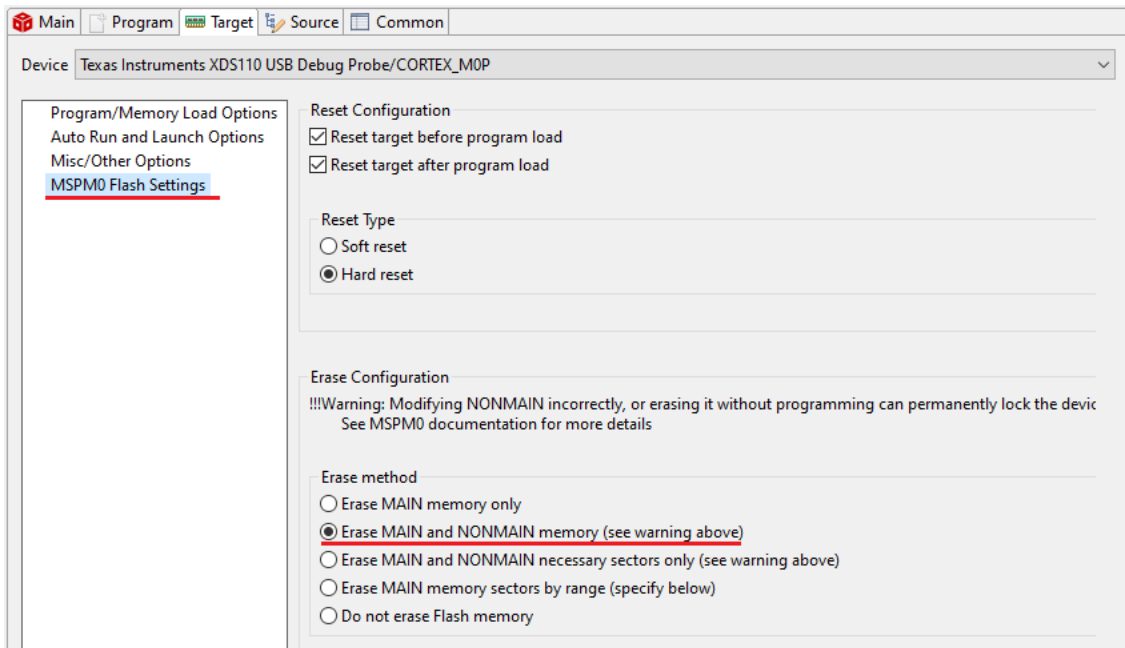 Main Program Target Source Common
Device Texas Instruments XDS110 USB Debug Probe/CORTEX_M0P
Program/Memory Load Options
Auto Run and Launch Options
Misc/Other Options
MSPM0 Flash Settings
Reset Configuration
Reset target before program load
Reset target after program load
Reset Type
Soft reset
Hard reset
Erase Configuration
!!!Warning: Modifying NONMAIN incorrectly, or erasing it without programming can permanently lock the devic
See MSPM0 documentation for more details
Erase method
Erase MAIN memory only
Erase MAIN and NONMAIN memory (see warning above)
Erase MAIN and NONMAIN necessary sectors only (see warning above)
Erase MAIN memory sectors by range (specify below)
Do not erase Flash memory